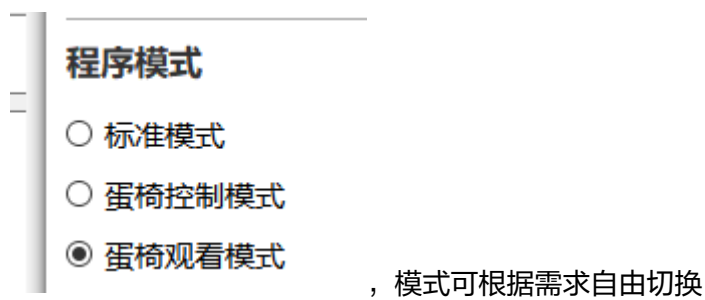 程序模式
标准模式
蛋椅控制模式
蛋椅观看模式
，模式可根据需求自由切换